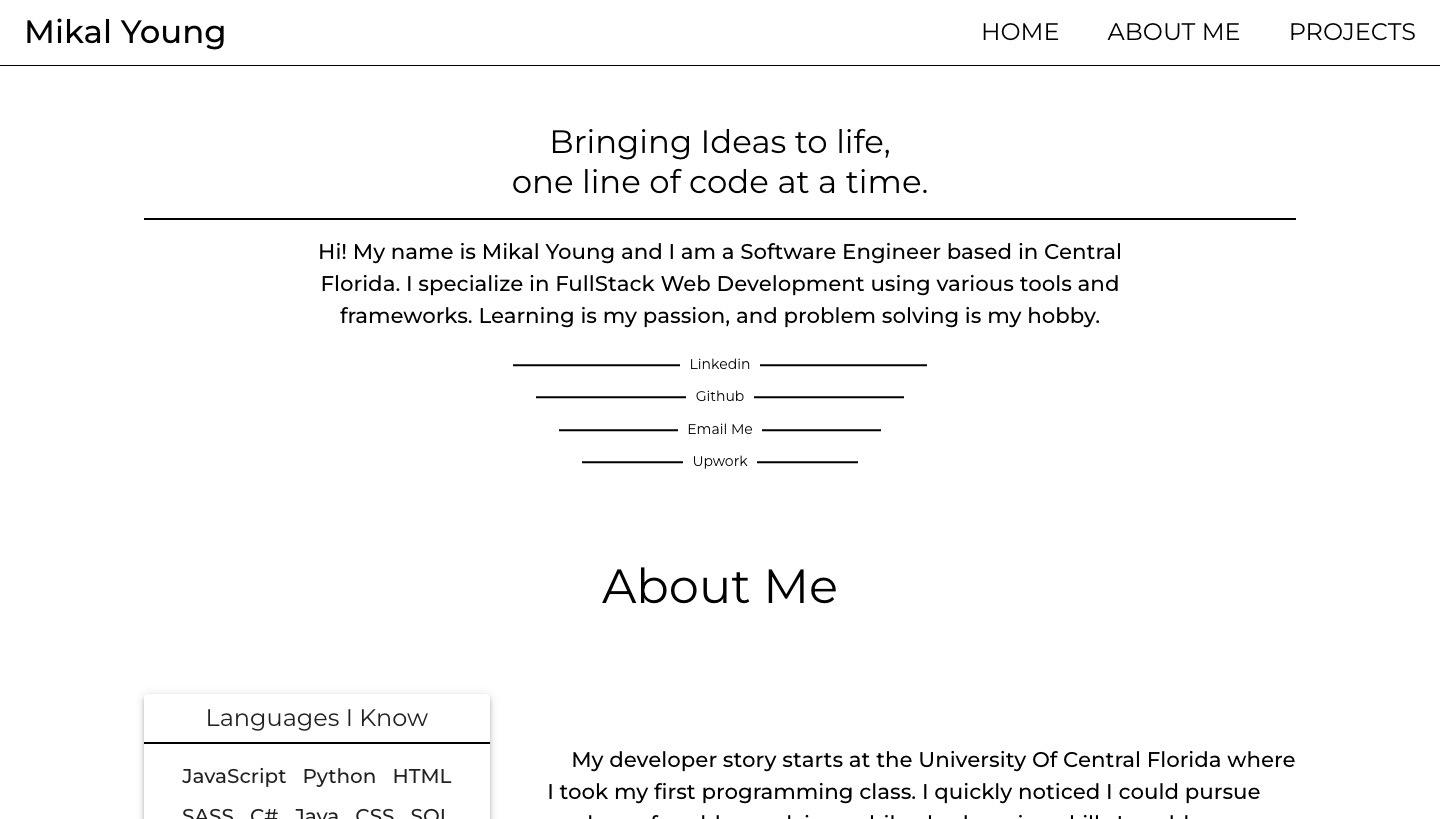 Mikal Young
HOME ABOUT ME PROJECTS
Bringing Ideas to life,
one line of code at a time.
Hi! My name is Mikal Young and I am a Software Engineer based in Central
Florida. I specialize in FullStack Web Development using various tools and
frameworks. Learning is my passion, and problem solving is my hobby.
Linkedin
Github
Email Me
Upwork
About Me
Languages I Know
JavaScript Python HTML
SASS C# Java CSS SQL
My developer story starts at the University Of Central Florida where
I took my first programming class. I quickly noticed I could pursue